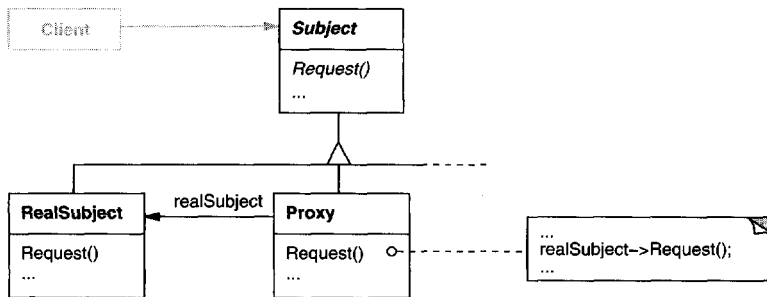 Client
Subject
Request()
...
RealSubject
Request()
...
realSubject
Proxy
Request()
...
...
realSubject->Request();
...